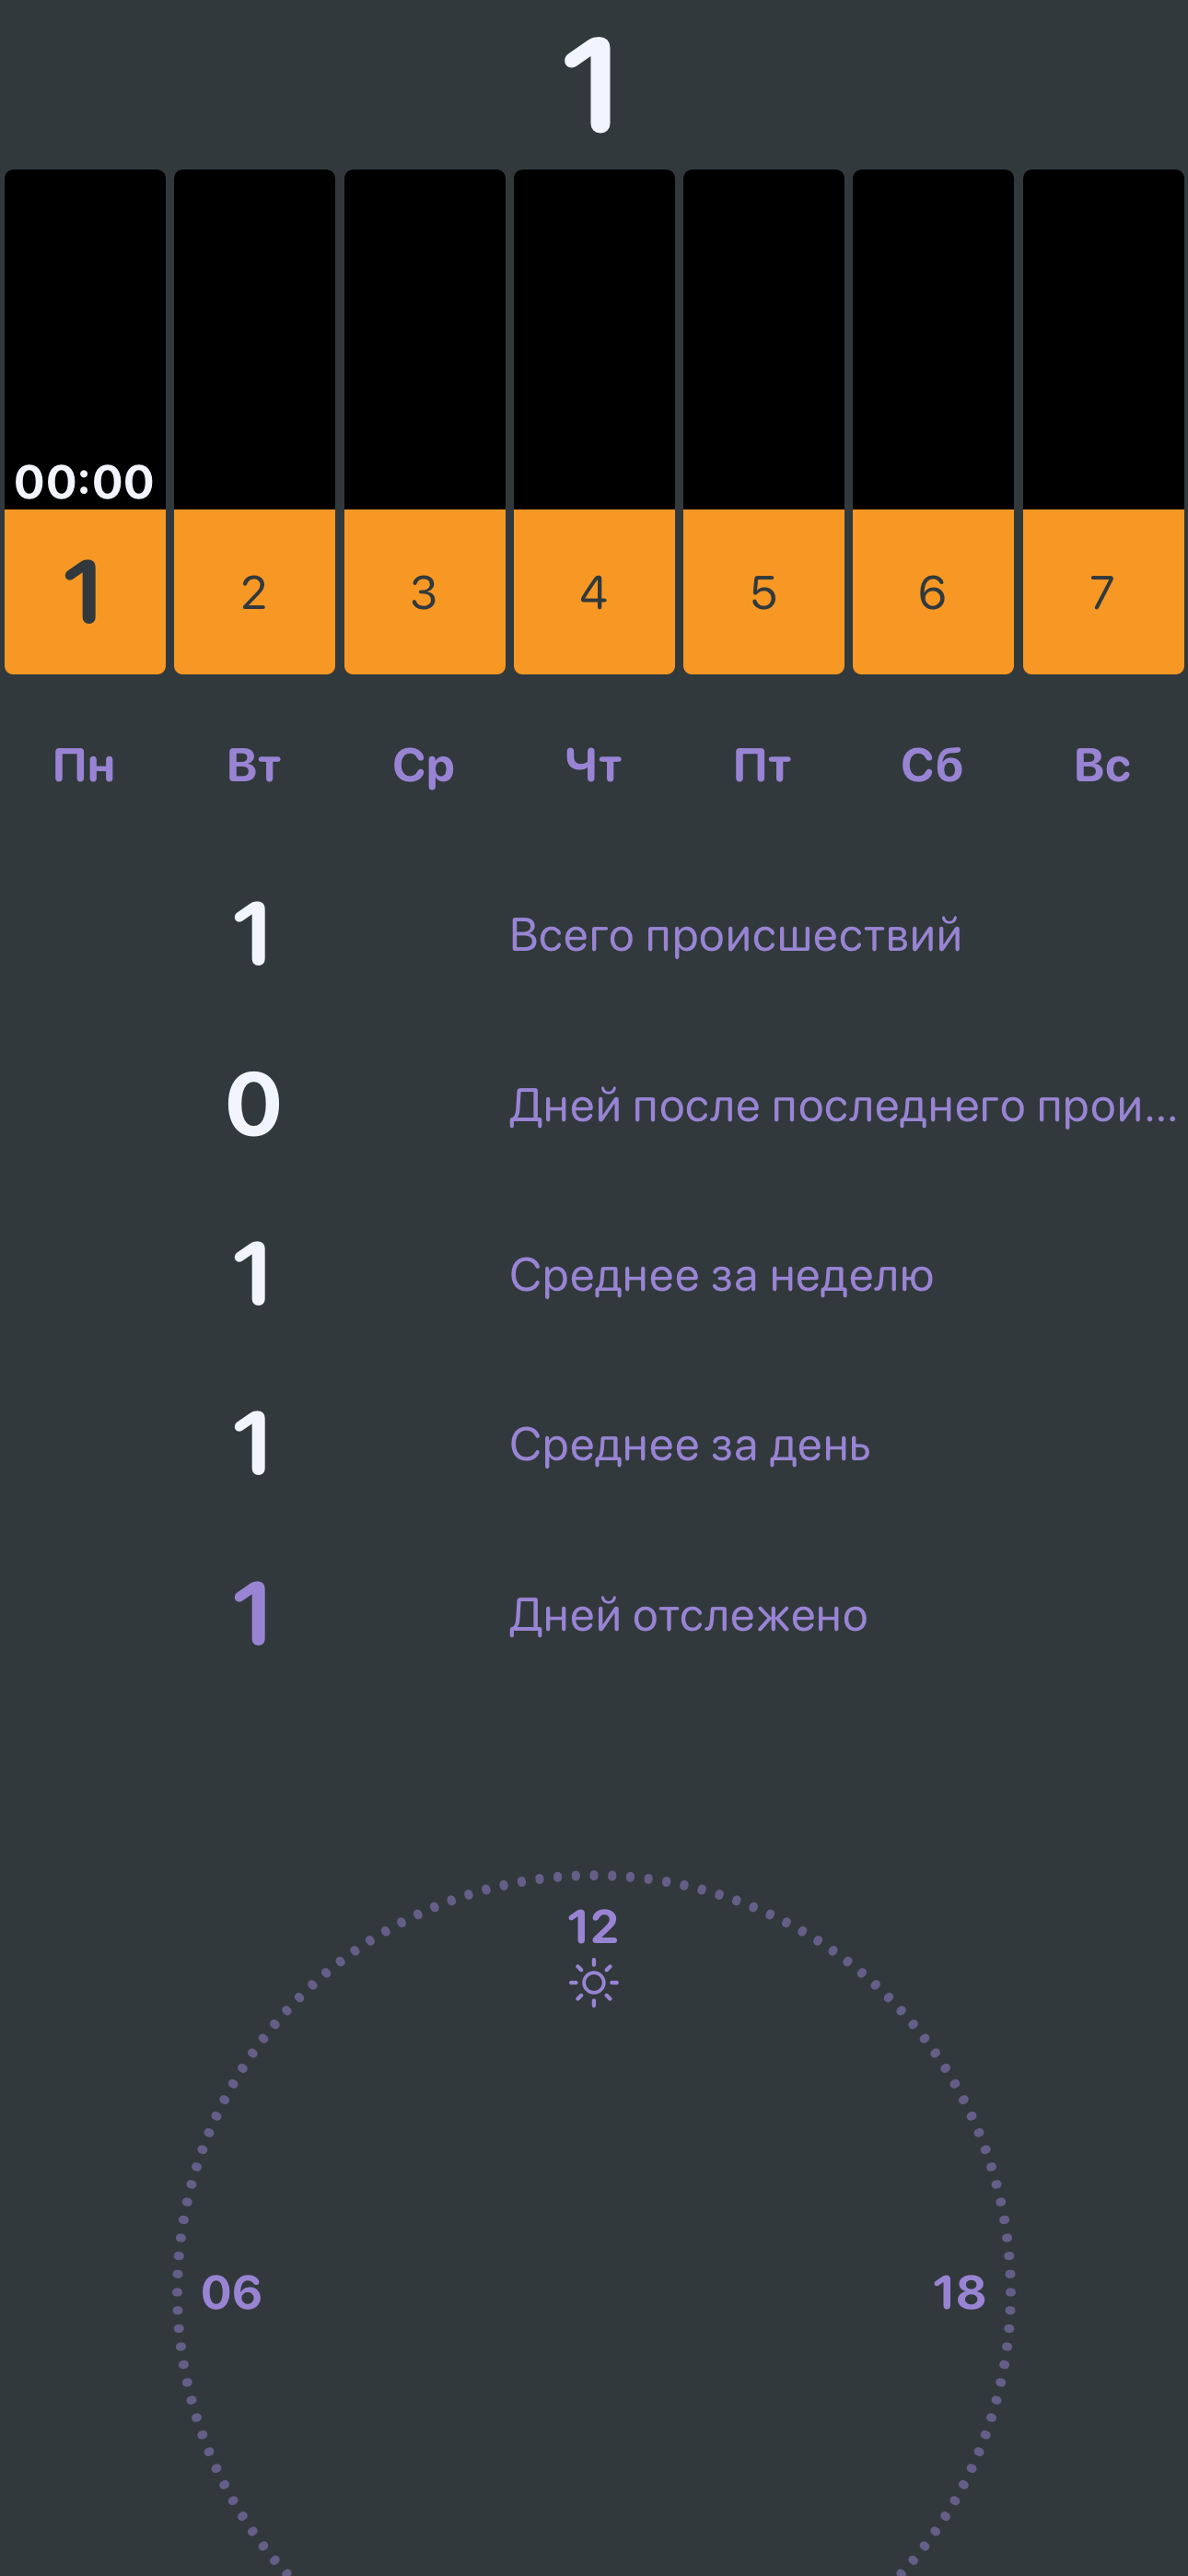 1
00:00
1 2 3 4 5 6 7
Пн Вт Ср Чт Пт Сб Вс
1 Всего происшествий
0 Дней после последнего прои...
1 Среднее за неделю
1 Среднее за день
1 Дней отслежено
12
06 18